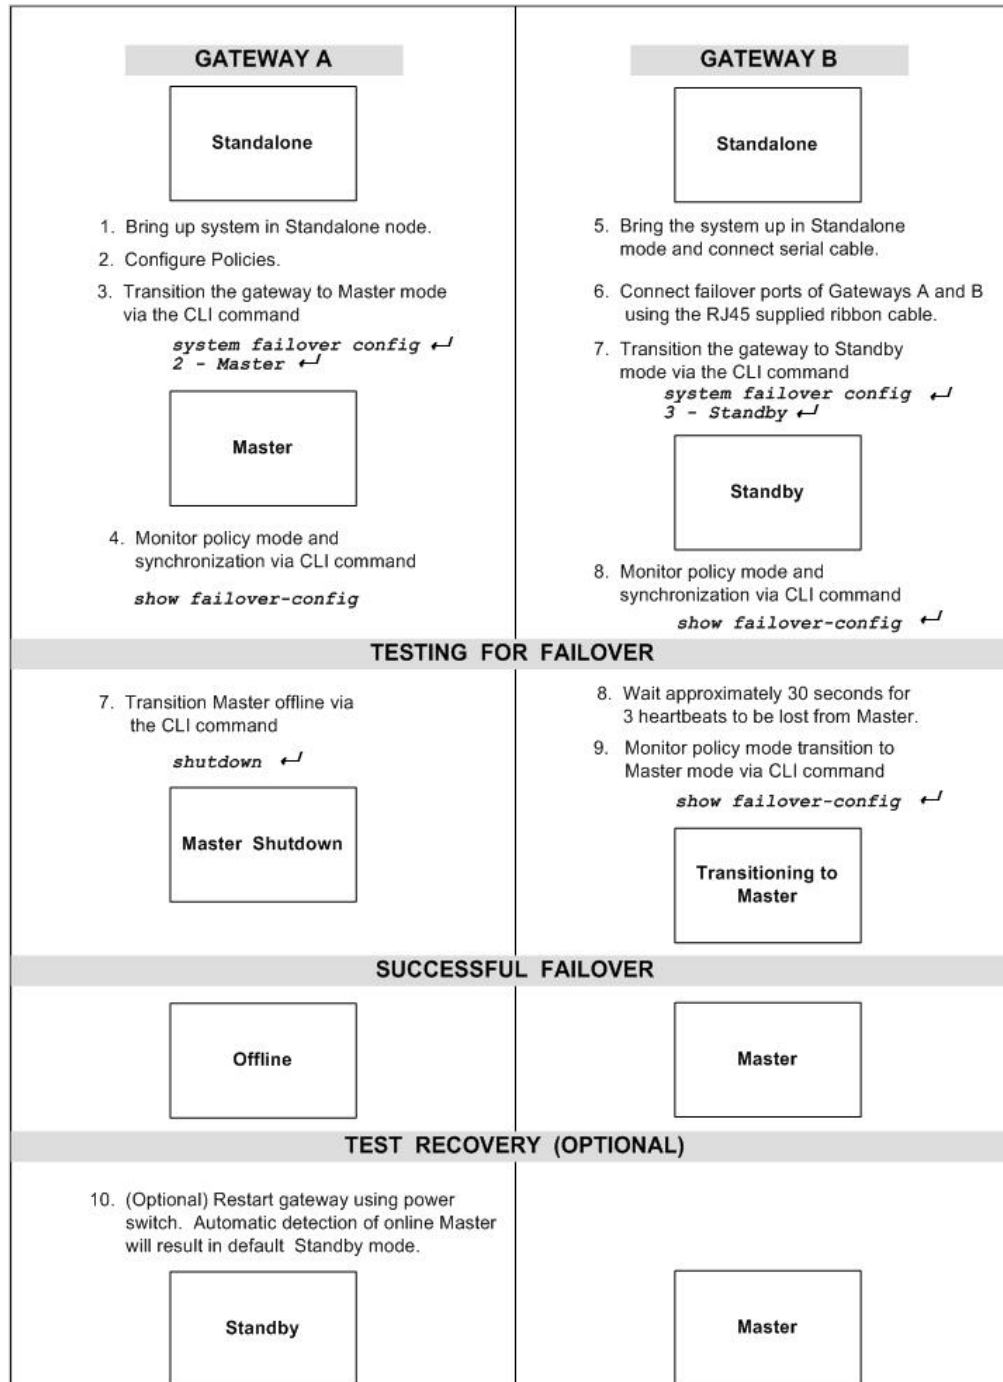 GATEWAY A
Standalone
1. Bring up system in Standalone node.
2. Configure Policies.
3. Transition the gateway to Master mode
via the CLI command
system failover config ↵
2 - Master ↵
Master
4. Monitor policy mode and
synchronization via CLI command
show failover-config
GATEWAY B
Standalone
5. Bring the system up in Standalone
mode and connect serial cable.
6. Connect failover ports of Gateways A and B
using the RJ45 supplied ribbon cable.
7. Transition the gateway to Standby
mode via the CLI command
system failover config ↵
3 - Standby ↵
Standby
8. Monitor policy mode and
synchronization via CLI command
show failover-config ↵
TESTING FOR FAILOVER
7. Transition Master offline via
the CLI command
shutdown ↵
Master Shutdown
8. Wait approximately 30 seconds for
3 heartbeats to be lost from Master.
9. Monitor policy mode transition to
Master mode via CLI command
show failover-config ↵
Transitioning to
Master
SUCCESSFUL FAILOVER
Offline
Master
TEST RECOVERY (OPTIONAL)
10. (Optional) Restart gateway using power
switch. Automatic detection of online Master
will result in default Standby mode.
Standby
Master